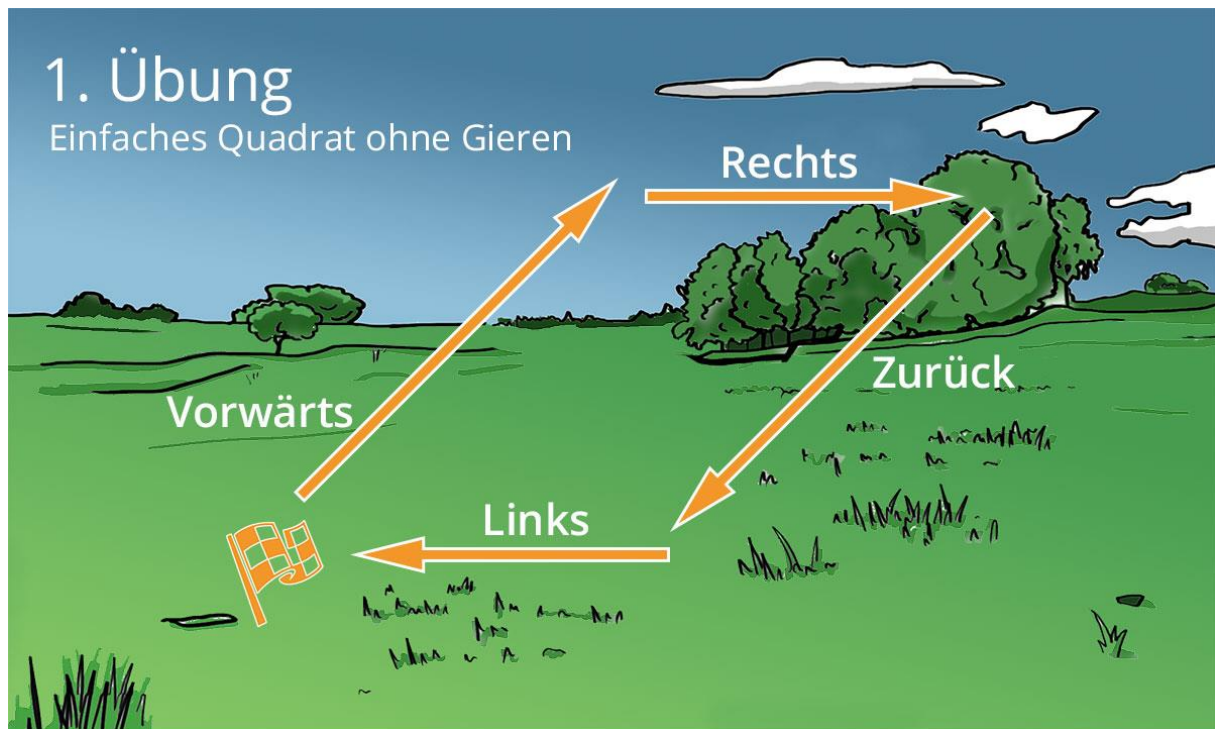 1. Übung
Einfaches Quadrat ohne Gieren
Rechts
Zurück
Vorwärts
Links